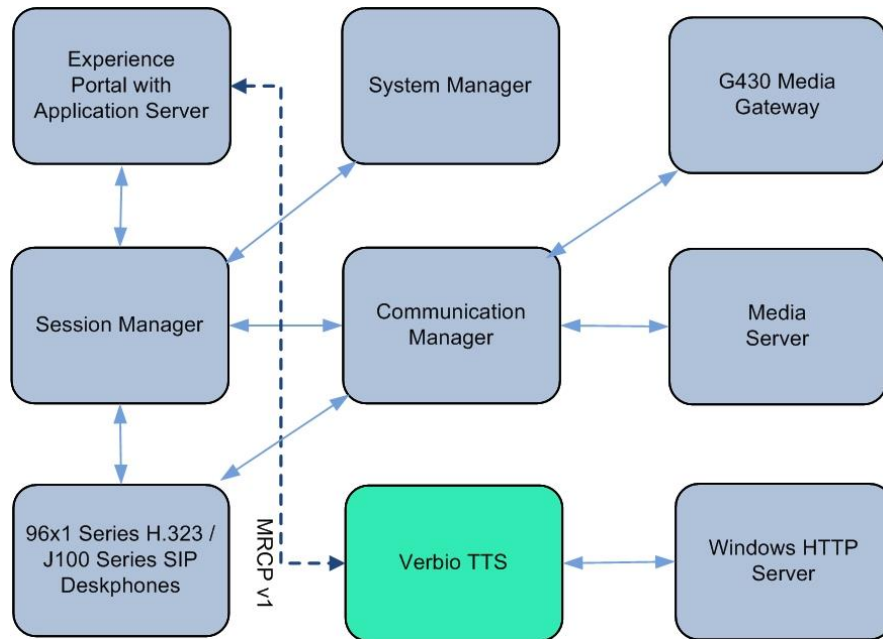 Experience
Portal with
Application Server
System Manager
G430 Media
Gateway
Session Manager
Communication
Manager
Media
Server
96x1 Series H.323 /
J100 Series SIP
Deskphones
MRCP v1
Verbio TTS
Windows HTTP
Server